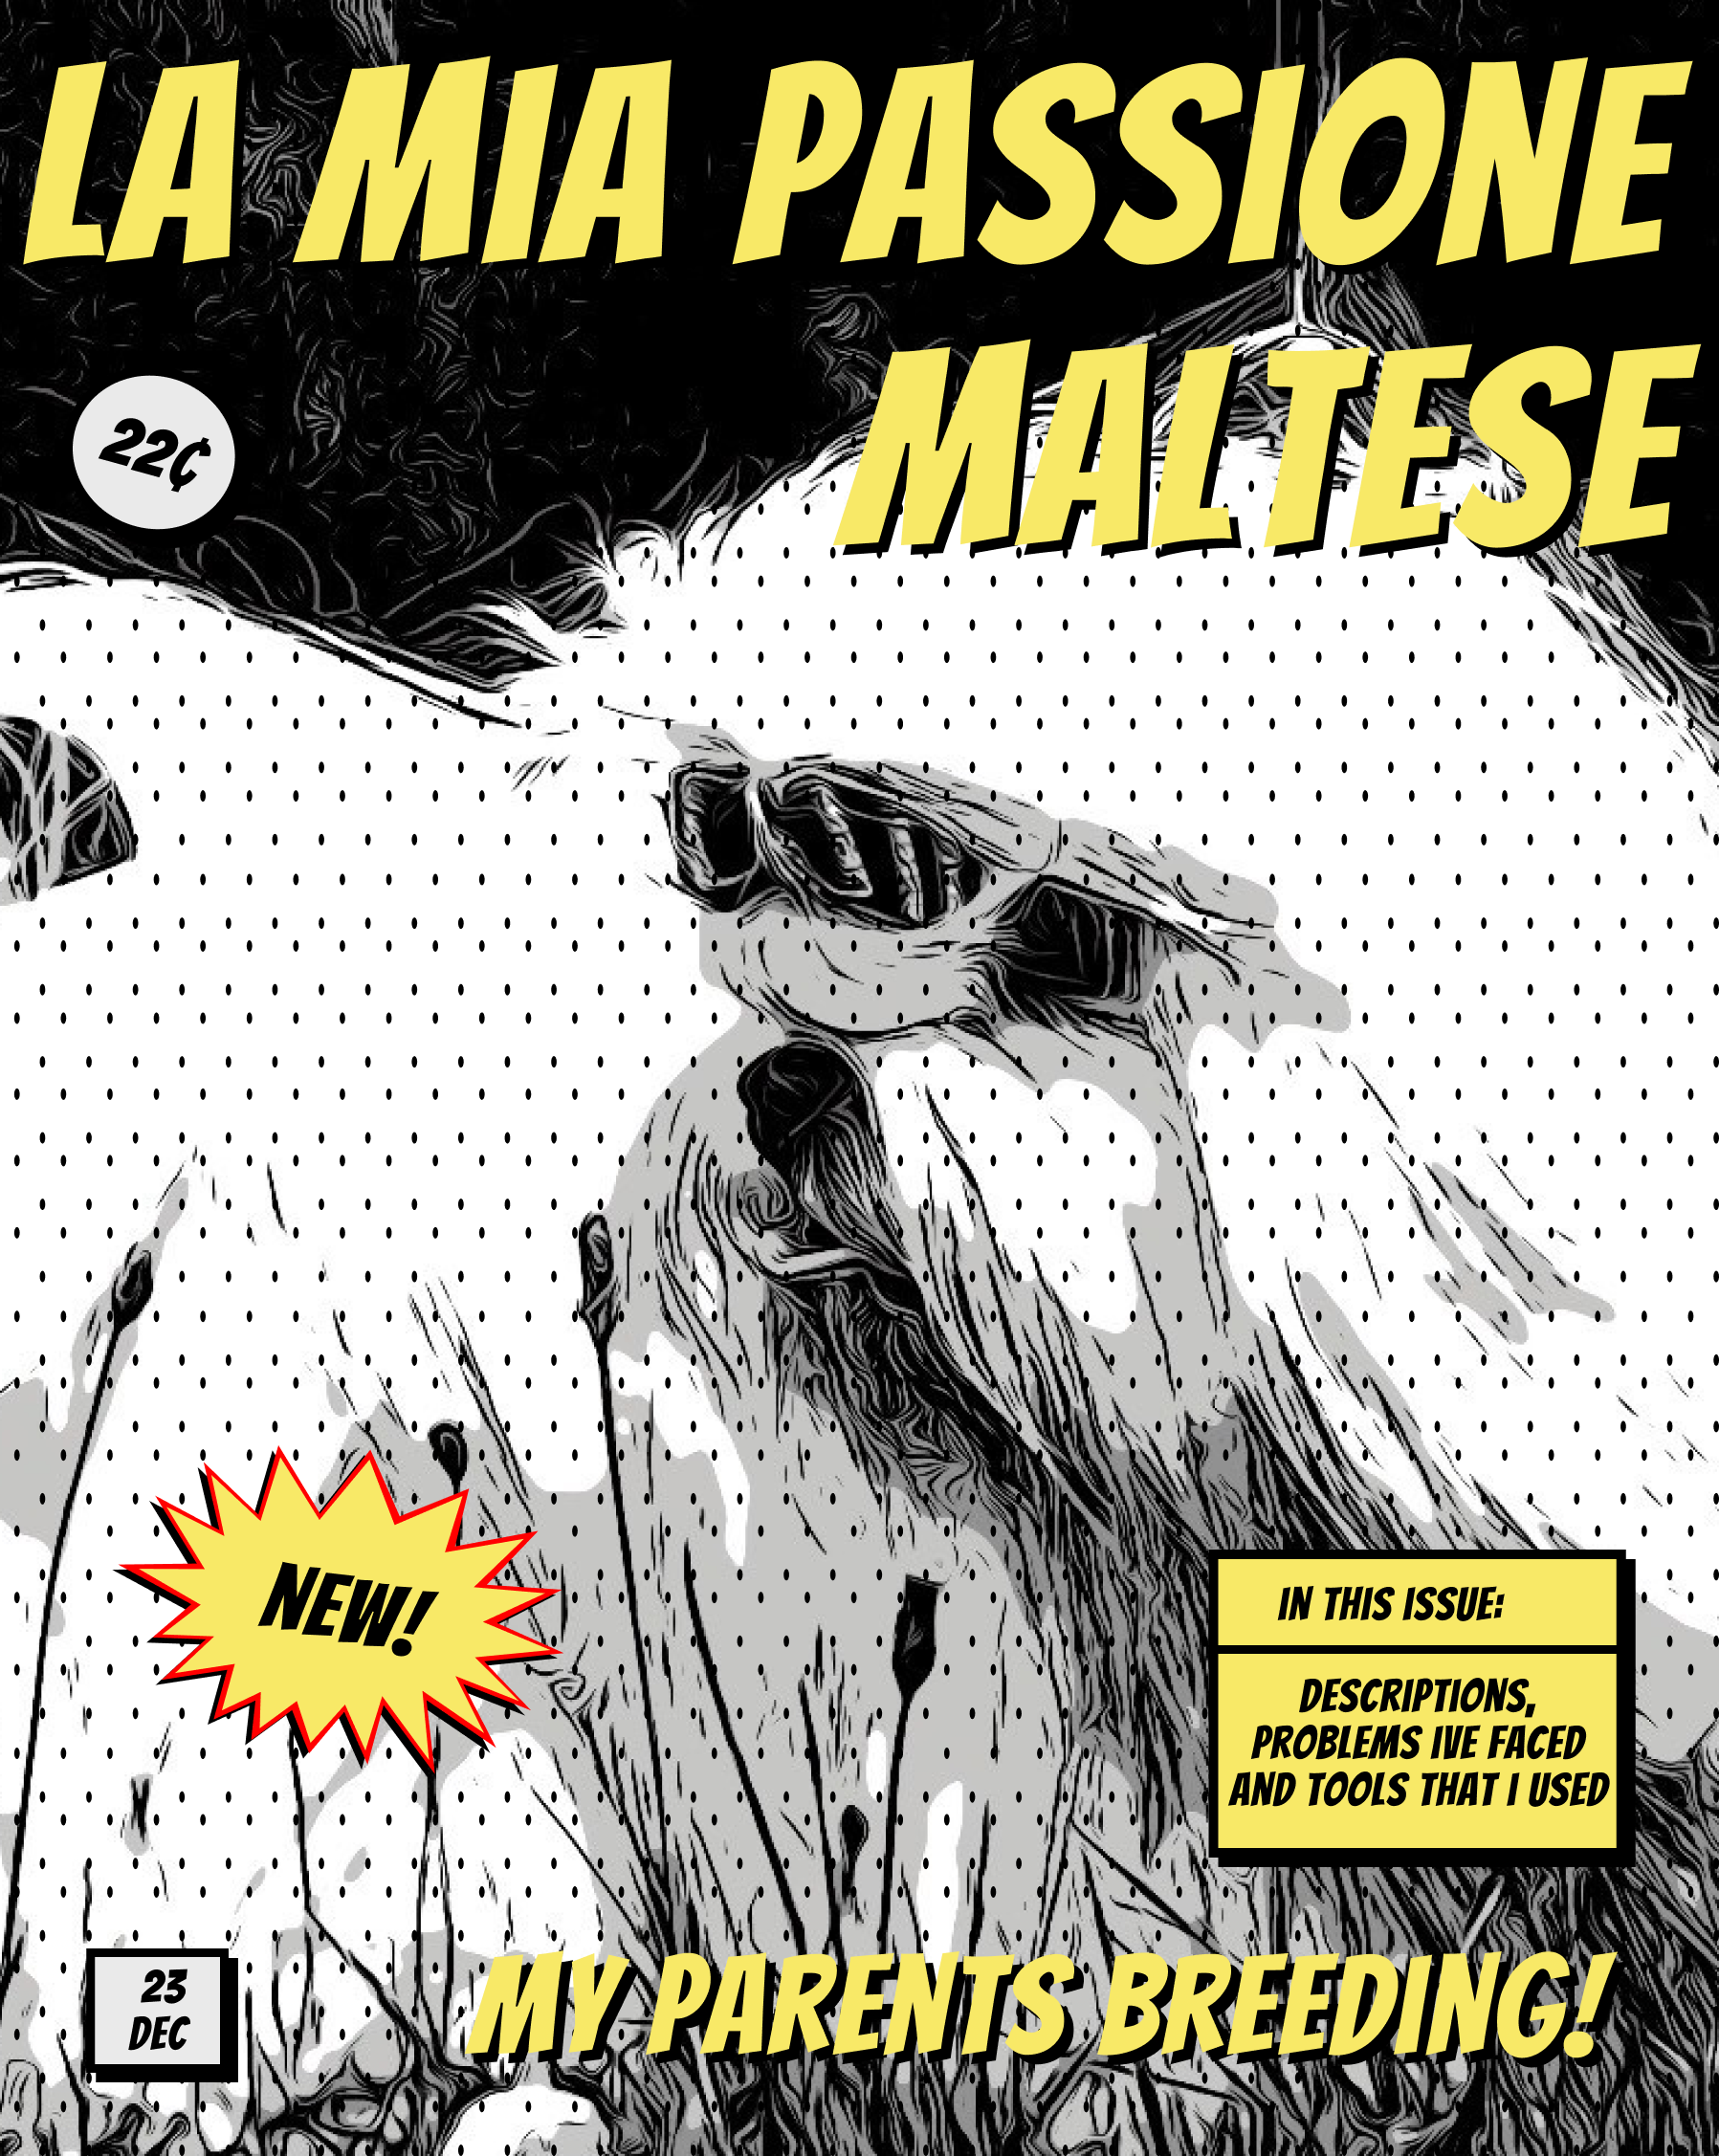 LA MIA PASSIONE
MALTESE
22¢
NEW!
IN THIS ISSUE:
DESCRIPTIONS,
PROBLEMS IVE FACED
AND TOOLS THAT I USED
23
DEC
MY PARENTS BREEDING!